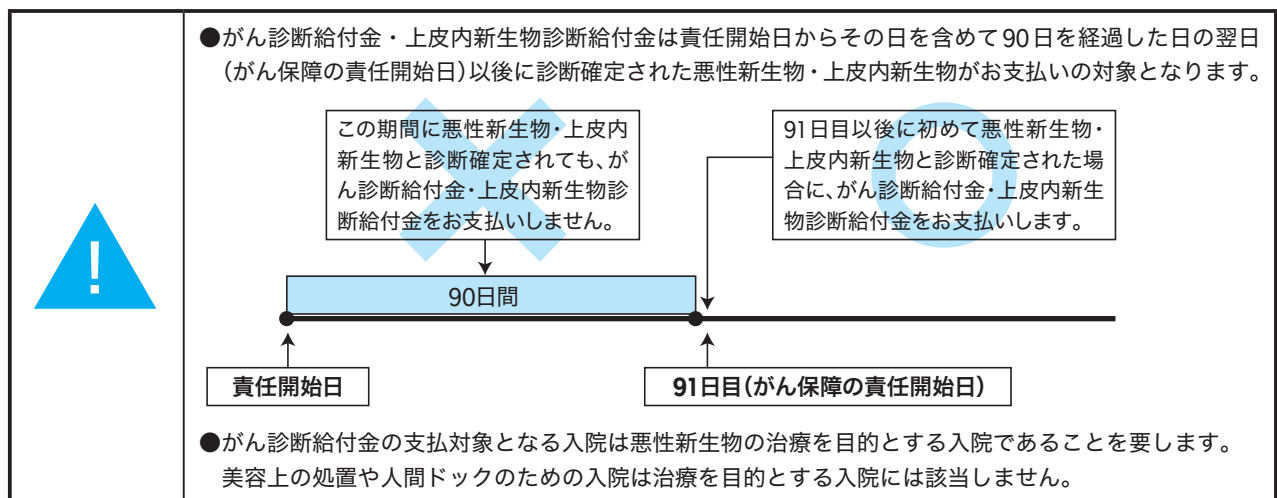 ●がん診断給付金・上皮内新生物診断給付金は責任開始日からその日を含めて90日を経過した日の翌日
(がん保障の責任開始日)以後に診断確定された悪性新生物・上皮内新生物がお支払いの対象となります。
この期間に悪性新生物・上皮内
新生物と診断確定されても、が
ん診断給付金・上皮内新生物診
断給付金をお支払いしません。
91日目以後に初めて悪性新生物・
上皮内新生物と診断確定された場
合に、がん診断給付金・上皮内新生
物診断給付金をお支払いします。
!
90日間
責任開始日
91日目(がん保障の責任開始日)
●がん診断給付金の支払対象となる入院は悪性新生物の治療を目的とする入院であることを要します。
美容上の処置や人間ドックのための入院は治療を目的とする入院には該当しません。